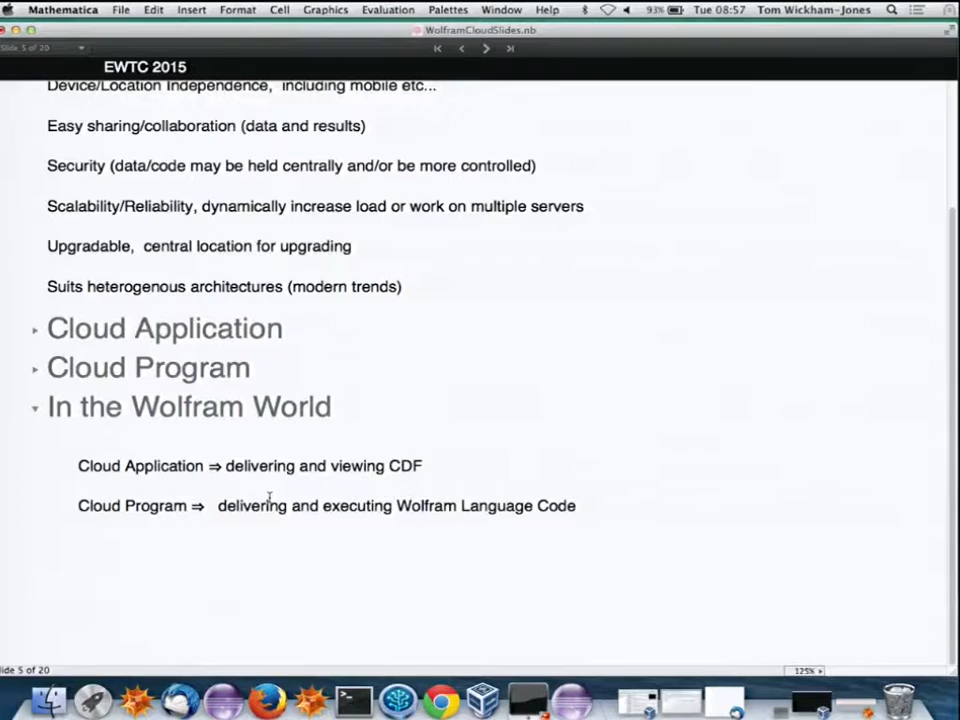 Mathematica File Edit Insert Format Cell Graphics Evaluation Palettes Window Help 93% Tue 08:57 Tom Wickham-Jones
WolframCloudSlides.nb
Slide 5 of 20
EWTC 2015
Device/Location Independence, including mobile etc...
Easy sharing/collaboration (data and results)
Security (data/code may be held centrally and/or be more controlled)
Scalability/Reliability, dynamically increase load or work on multiple servers
Upgradable, central location for upgrading
Suits heterogenous architectures (modern trends)
Cloud Application
Cloud Program
In the Wolfram World
Cloud Application ⇒ delivering and viewing CDF
Cloud Program ⇒ delivering and executing Wolfram Language Code
lide 5 of 20 125%